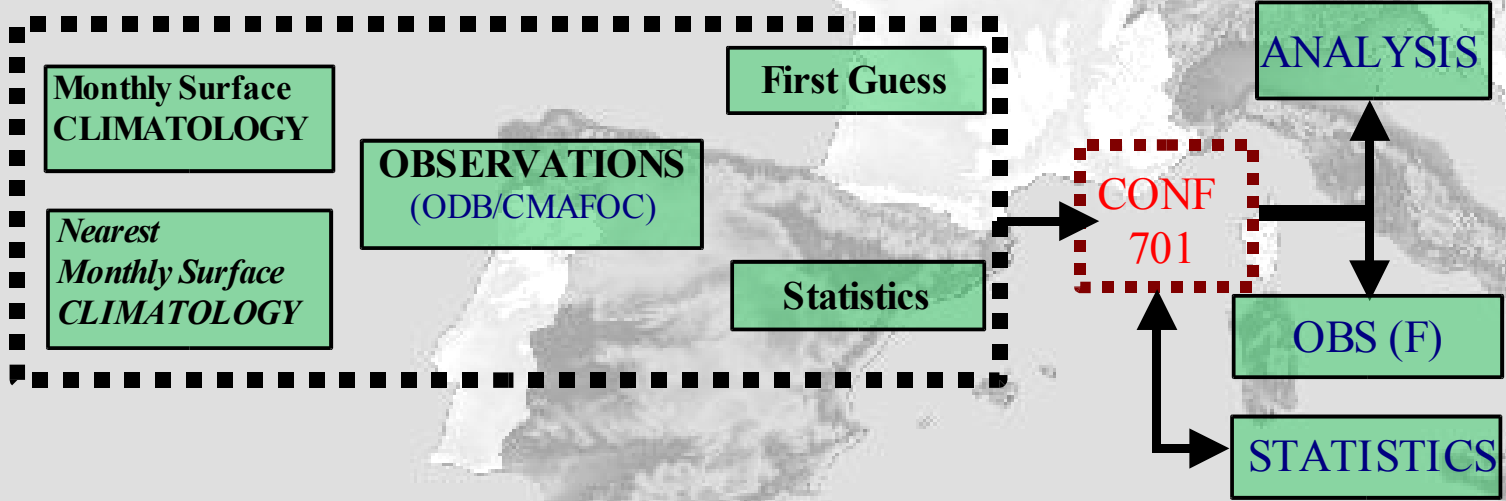 Monthly Surface
CLIMATOLOGY
Nearest
Monthly Surface
CLIMATOLOGY
OBSERVATIONS
(ODB/CMAFOC)
First Guess
Statistics
CONF
701
ANALYSIS
OBS (F)
STATISTICS